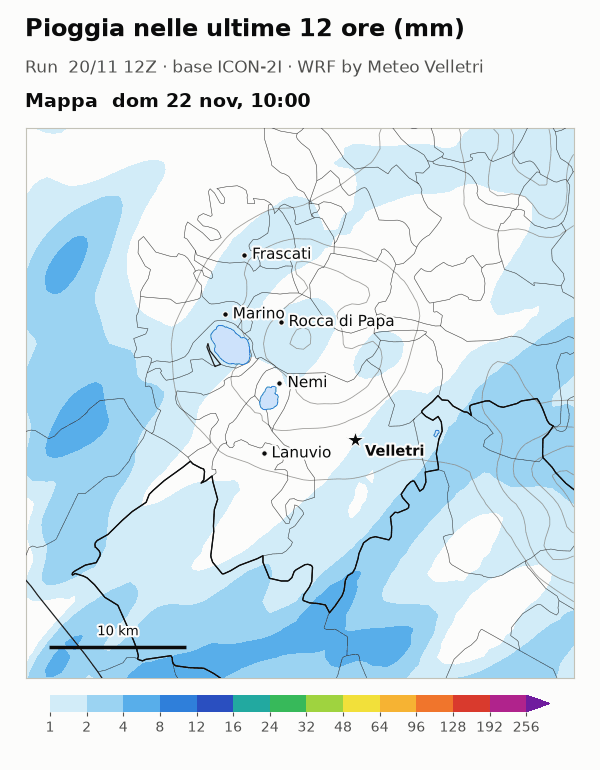 Pioggia nelle ultime 12 ore (mm)
Run  20/11 12Z · base ICON-2I · WRF by Meteo Velletri
Mappa  dom 22 nov, 10:00
Frascati
Marino
Rocca di Papa
Nemi
Velletri
Lanuvio
10 km
1 2 4 8 12 16 24 32 48 64 96 128 192 256